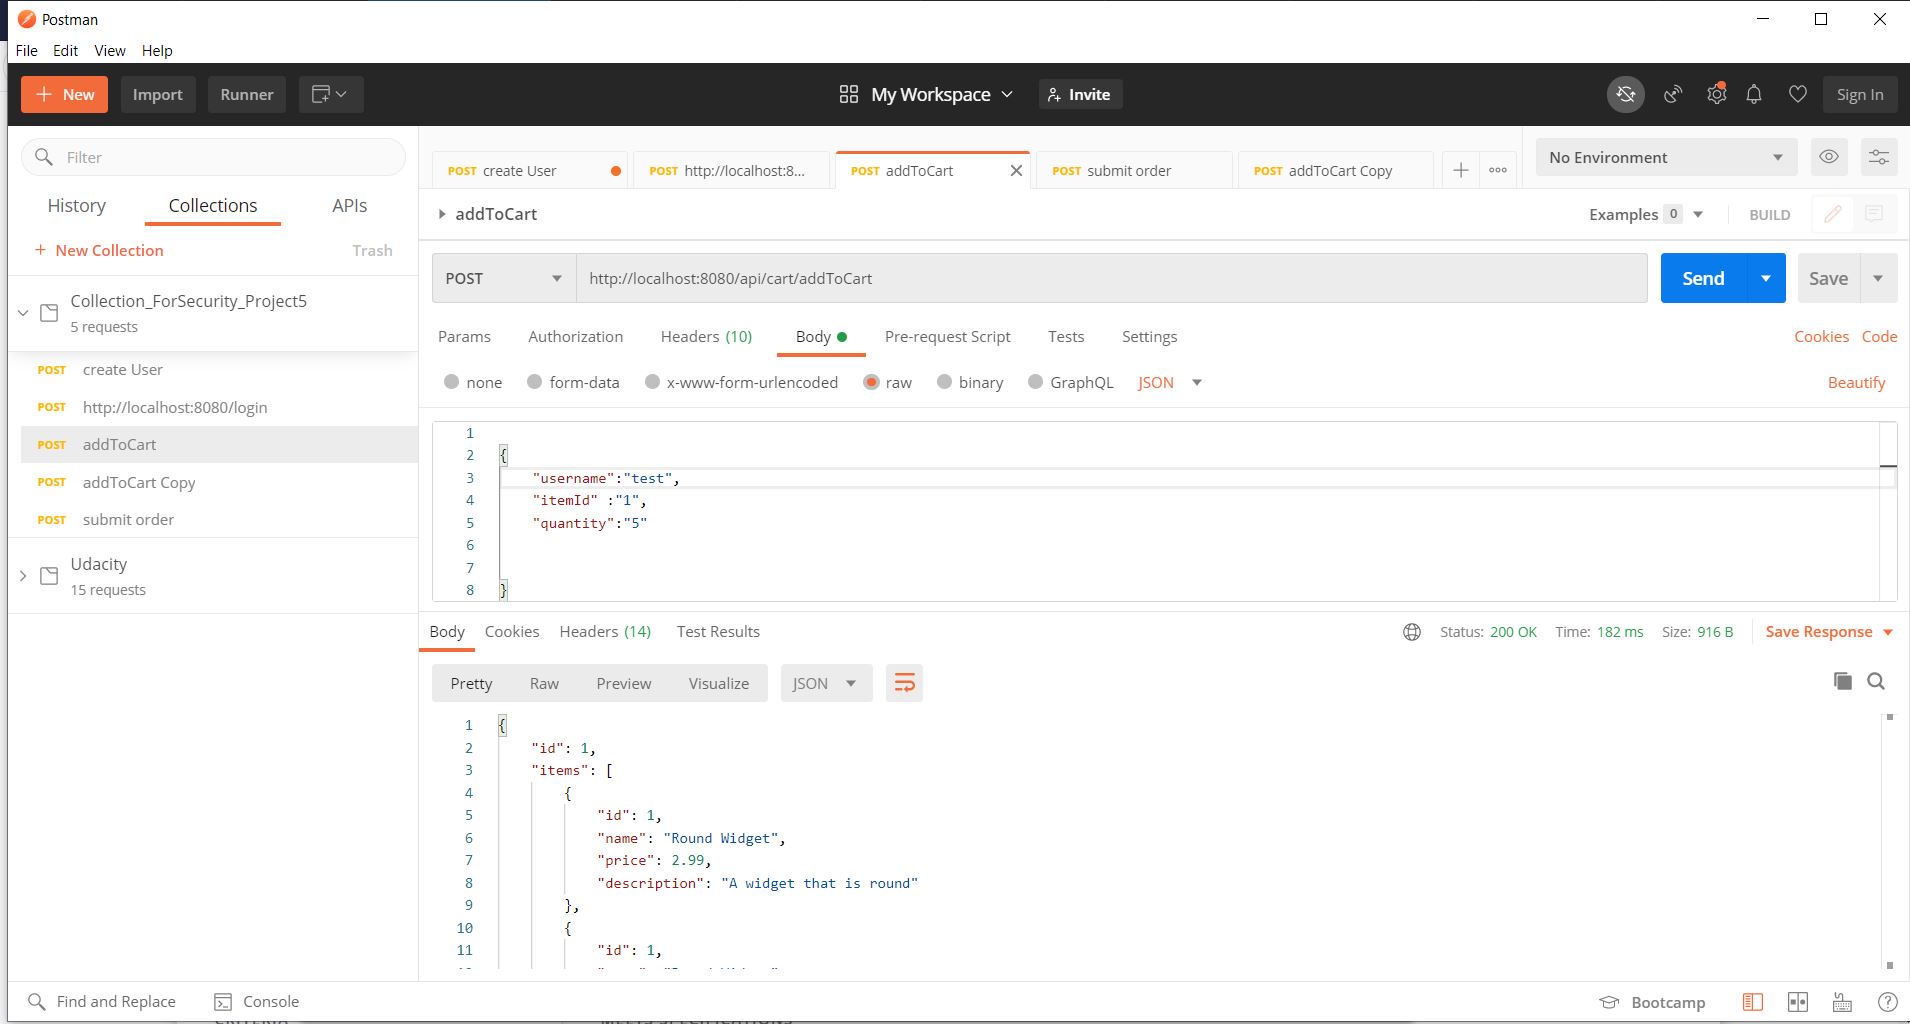 Postman
File Edit View Help
New Import Runner My Workspace Invite Sign In
Filter
History Collections APIs
+ New Collection Trash
Collection_ForSecurity_Project5
5 requests
POST create User
POST http://localhost:8080/login
POST addToCart
POST addToCart Copy
POST submit order
Udacity
15 requests
POST create User POST http://localhost:8... POST addToCart POST submit order POST addToCart Copy No Environment
addToCart Examples 0 BUILD
POST http://localhost:8080/api/cart/addToCart Send Save
Params Authorization Headers (10) Body Pre-request Script Tests Settings Cookies Code
none form-data x-www-form-urlencoded raw binary GraphQL JSON Beautify
1
2 {
3 "username":"test",
4 "itemId" :"1",
5 "quantity":"5"
6
7
8 }
Body Cookies Headers (14) Test Results Status: 200 OK Time: 182 ms Size: 916 B Save Response
Pretty Raw Preview Visualize JSON
1 {
2 "id": 1,
3 "items": [
4 {
5 "id": 1,
6 "name": "Round Widget",
7 "price": 2.99,
8 "description": "A widget that is round"
9 },
10 {
11 "id": 1,
Find and Replace Console Bootcamp